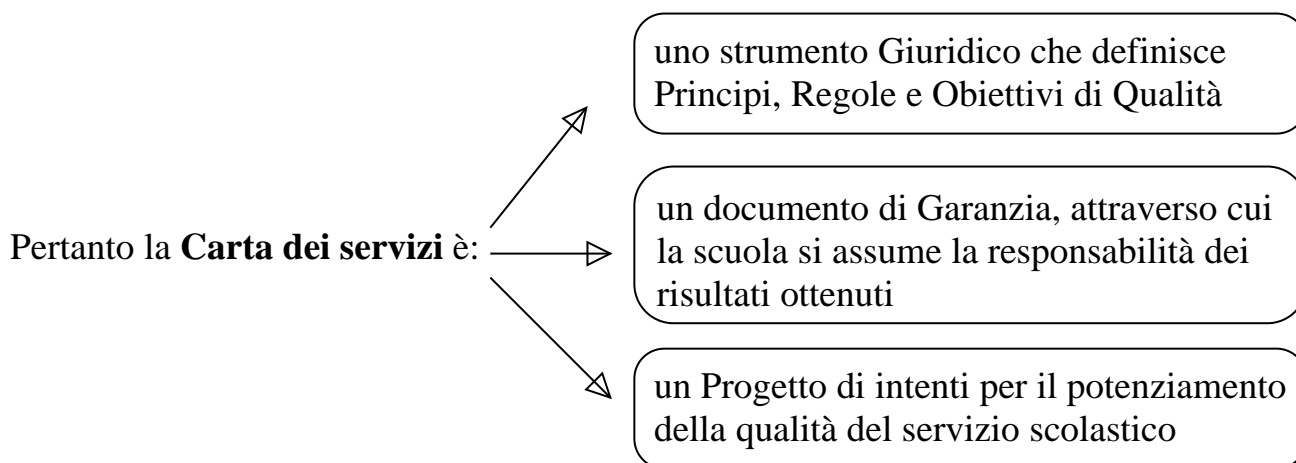 uno strumento Giuridico che definisce
Principi, Regole e Obiettivi di Qualità
Pertanto la Carta dei servizi è:
un documento di Garanzia, attraverso cui
la scuola si assume la responsabilità dei
risultati ottenuti
un Progetto di intenti per il potenziamento
della qualità del servizio scolastico